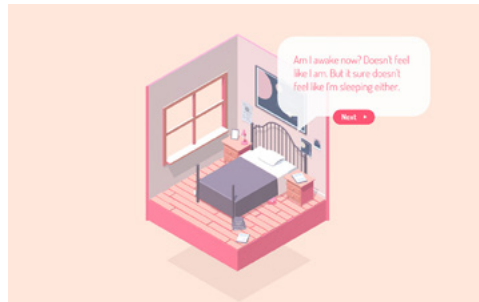 Am I awake now? Doesn't feel
like I am. But it sure doesn't
feel like I'm sleeping either.
Next